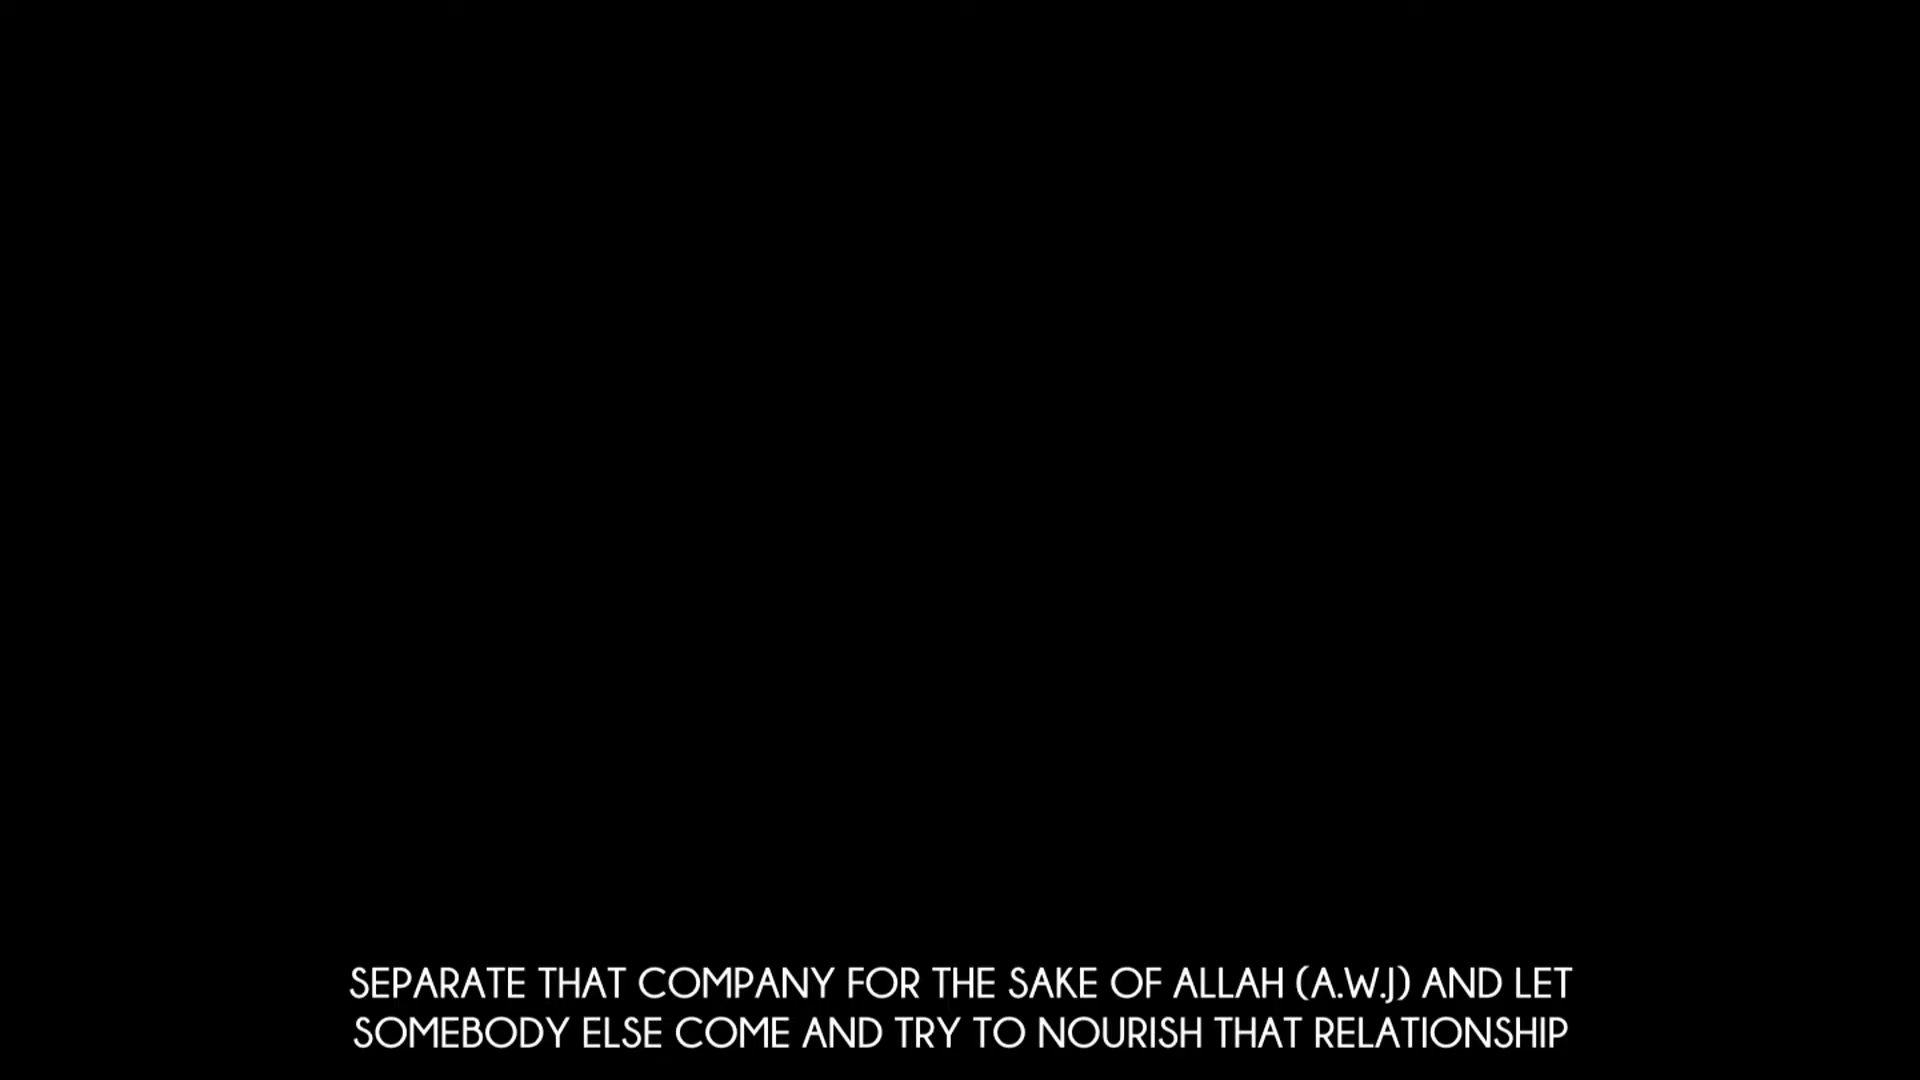 SEPARATE THAT COMPANY FOR THE SAKE OF ALLAH (A.W.J) AND LET
SOMEBODY ELSE COME AND TRY TO NOURISH THAT RELATIONSHIP